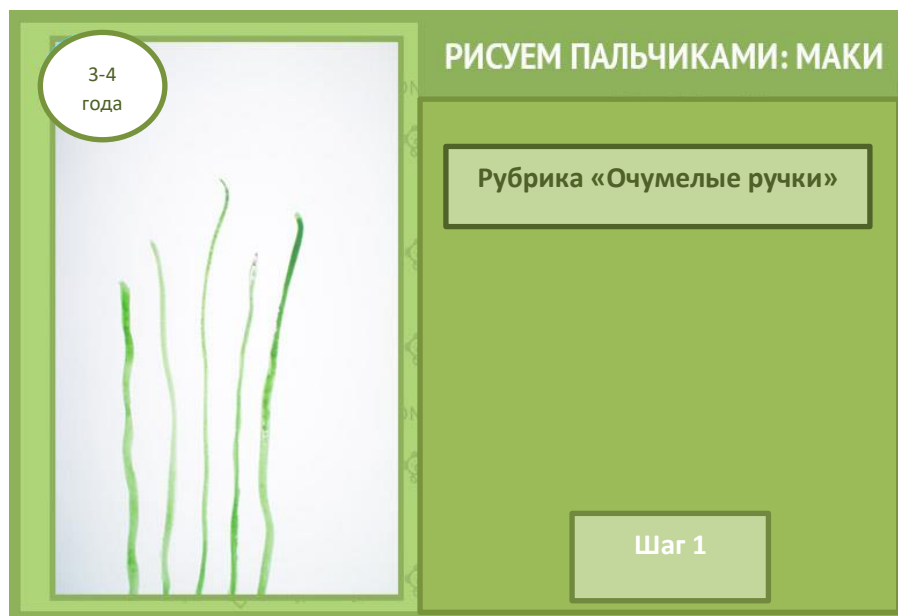 3-4
года
РИСУЕМ ПАЛЬЧИКАМИ: МАКИ
Рубрика «Очумелые ручки»
Шаг 1